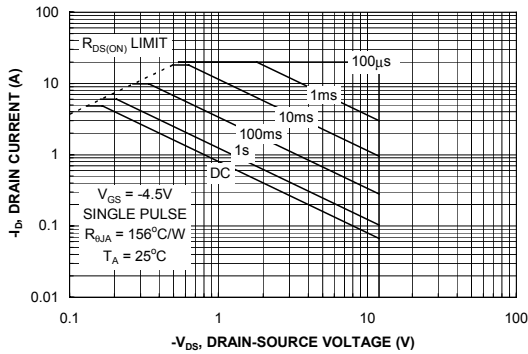 100
10
1
0.1
0.01
-I_D, DRAIN CURRENT (A)
R_DS(ON) LIMIT
100µs
1ms
10ms
100ms
1s
DC
V_GS = -4.5V
SINGLE PULSE
R_θJA = 156°C/W
T_A = 25°C
0.1
1
10
100
-V_DS, DRAIN-SOURCE VOLTAGE (V)